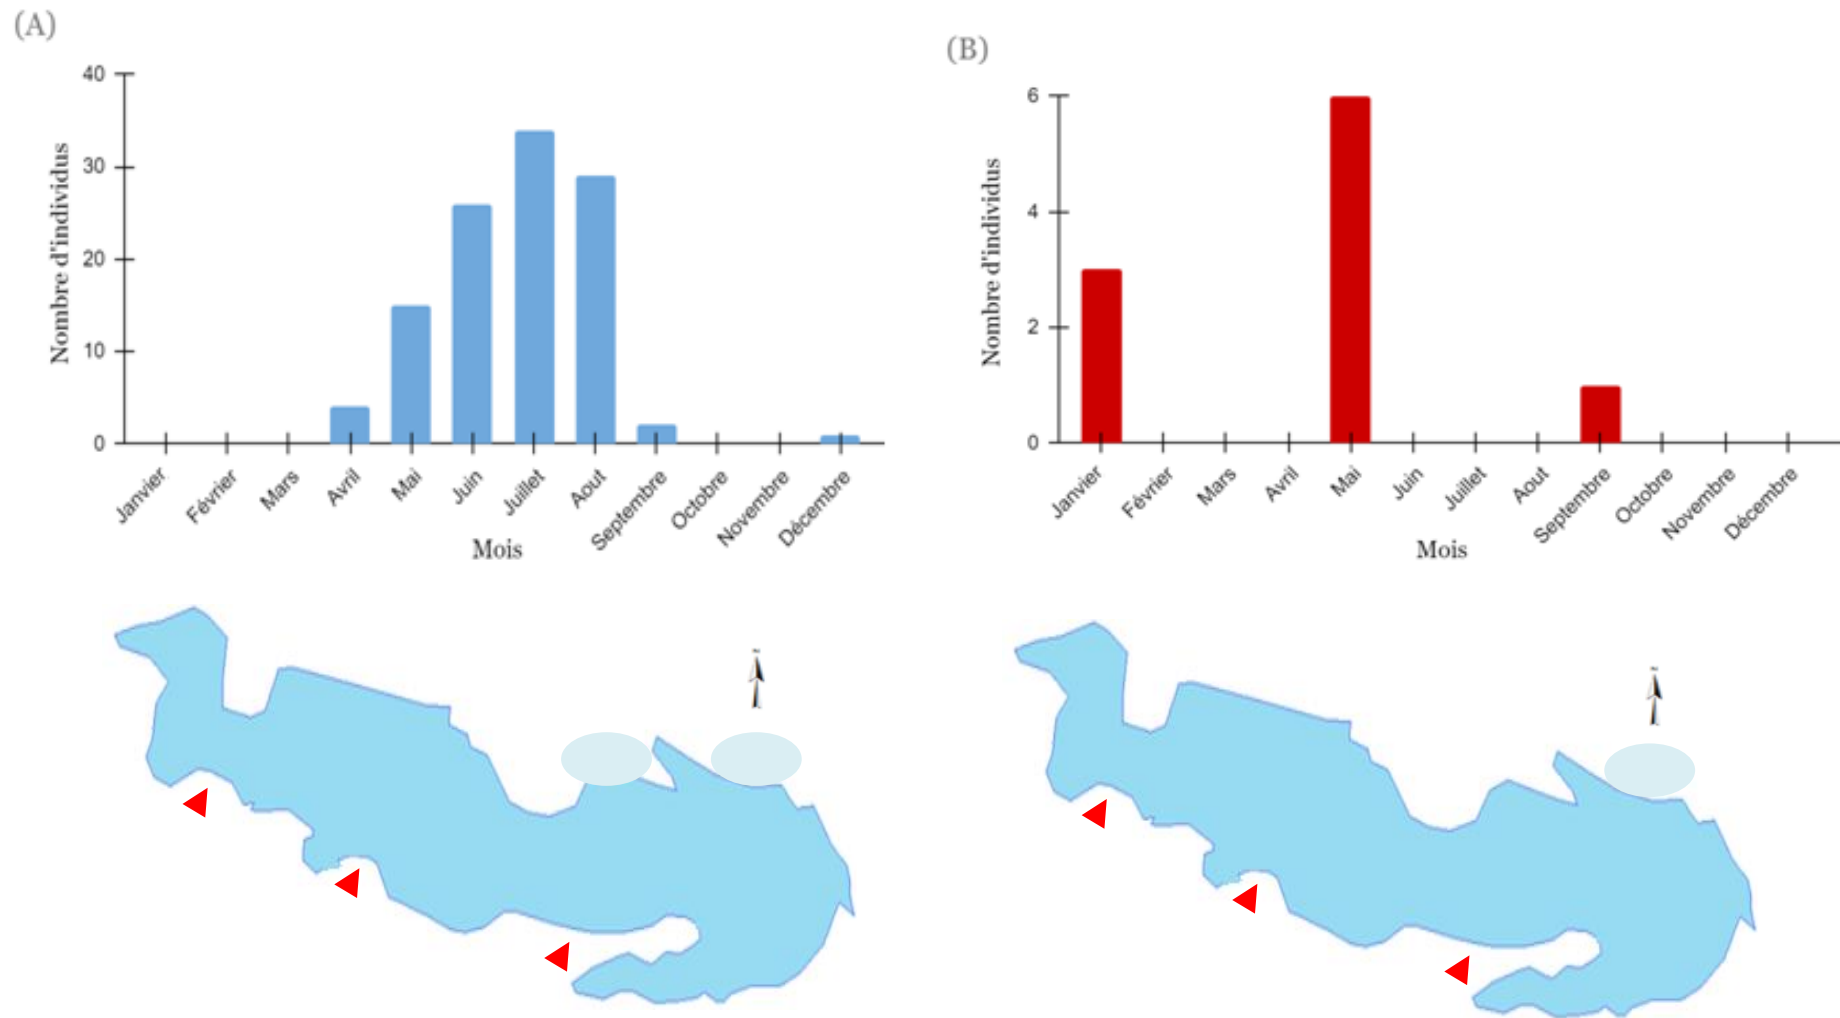 (A)
40
30
20
10
0
Nombre d'individus
Janvier
Février
Mars
Avril
Mai
Juin
Juillet
Aout
Septembre
Octobre
Novembre
Décembre
Mois
(B)
6
4
2
0
Nombre d'individus
Janvier
Février
Mars
Avril
Mai
Juin
Juillet
Aout
Septembre
Octobre
Novembre
Décembre
Mois